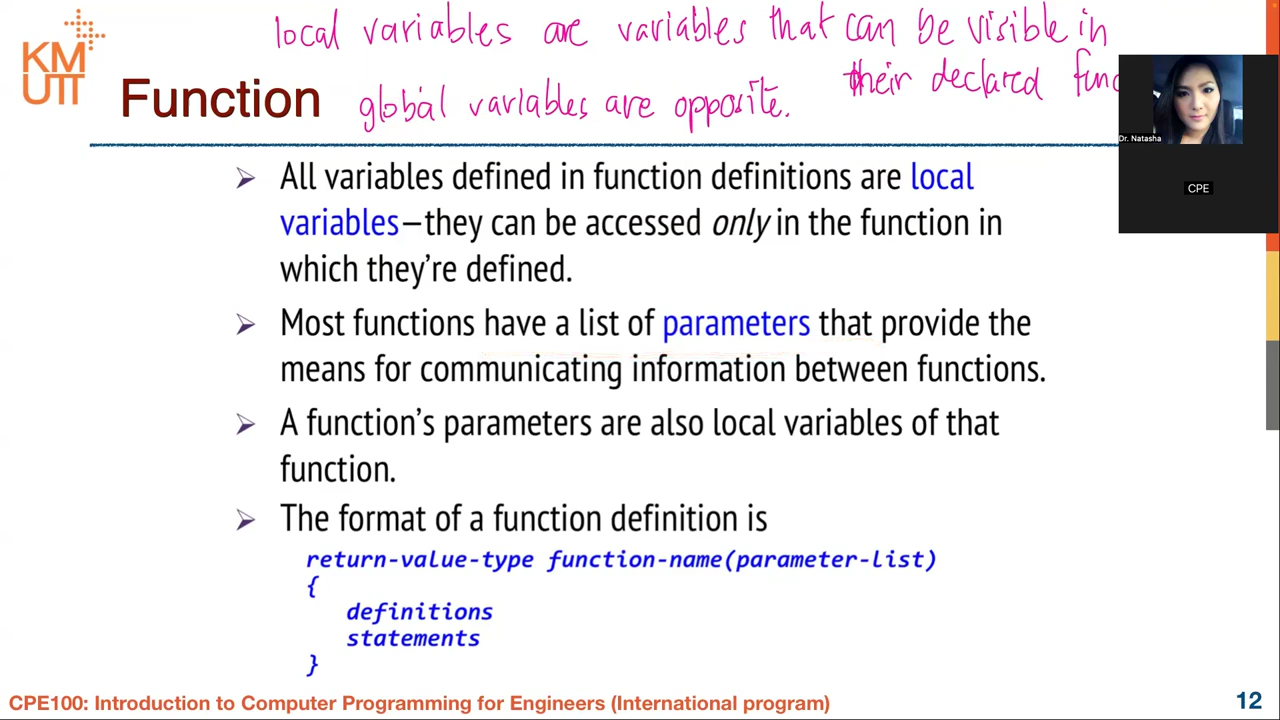 local variables are variables that can be visible in
their declared func
KM
UTT
Function
global variables are opposite.
Dr. Natasha
CPE
➢ All variables defined in function definitions are local
variables—they can be accessed only in the function in
which they're defined.
➢ Most functions have a list of parameters that provide the
means for communicating information between functions.
➢ A function's parameters are also local variables of that
function.
➢ The format of a function definition is
return-value-type function-name(parameter-list)
{
definitions
statements
}
CPE100: Introduction to Computer Programming for Engineers (International program)
12